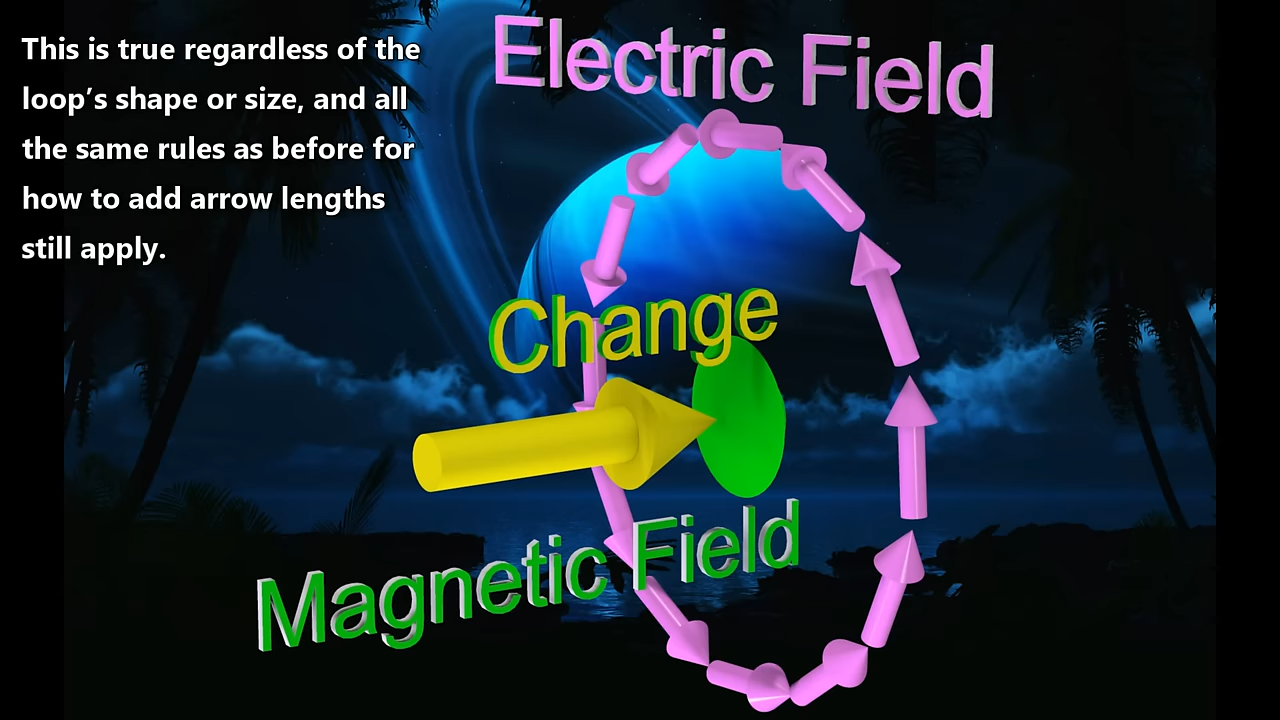 This is true regardless of the
loop’s shape or size, and all
the same rules as before for
how to add arrow lengths
still apply.
Electric Field
Change
Magnetic Field